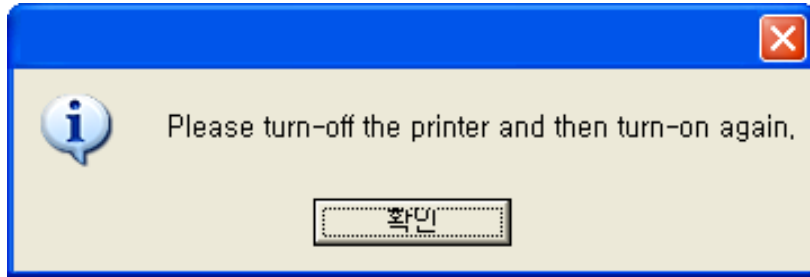 Please turn-off the printer and then turn-on again,
확인